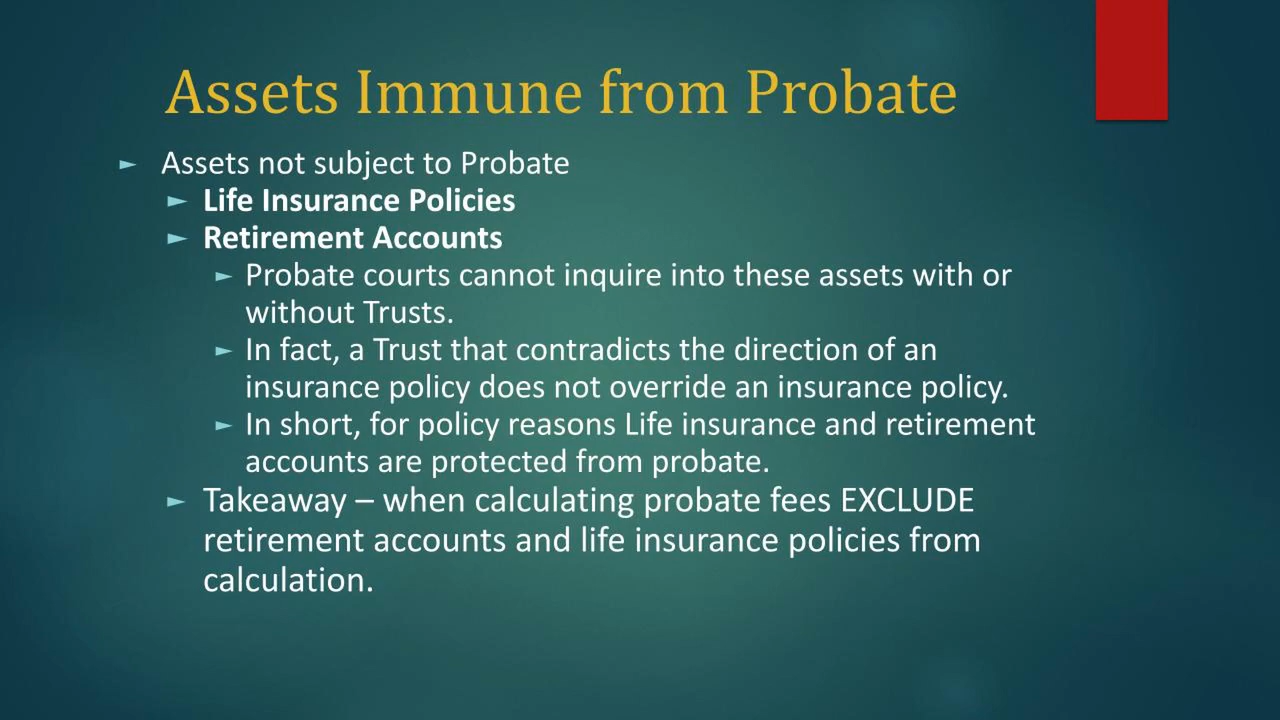 Assets Immune from Probate
► Assets not subject to Probate
► Life Insurance Policies
► Retirement Accounts
► Probate courts cannot inquire into these assets with or
without Trusts.
► In fact, a Trust that contradicts the direction of an
insurance policy does not override an insurance policy.
► In short, for policy reasons Life insurance and retirement
accounts are protected from probate.
► Takeaway – when calculating probate fees EXCLUDE
retirement accounts and life insurance policies from
calculation.